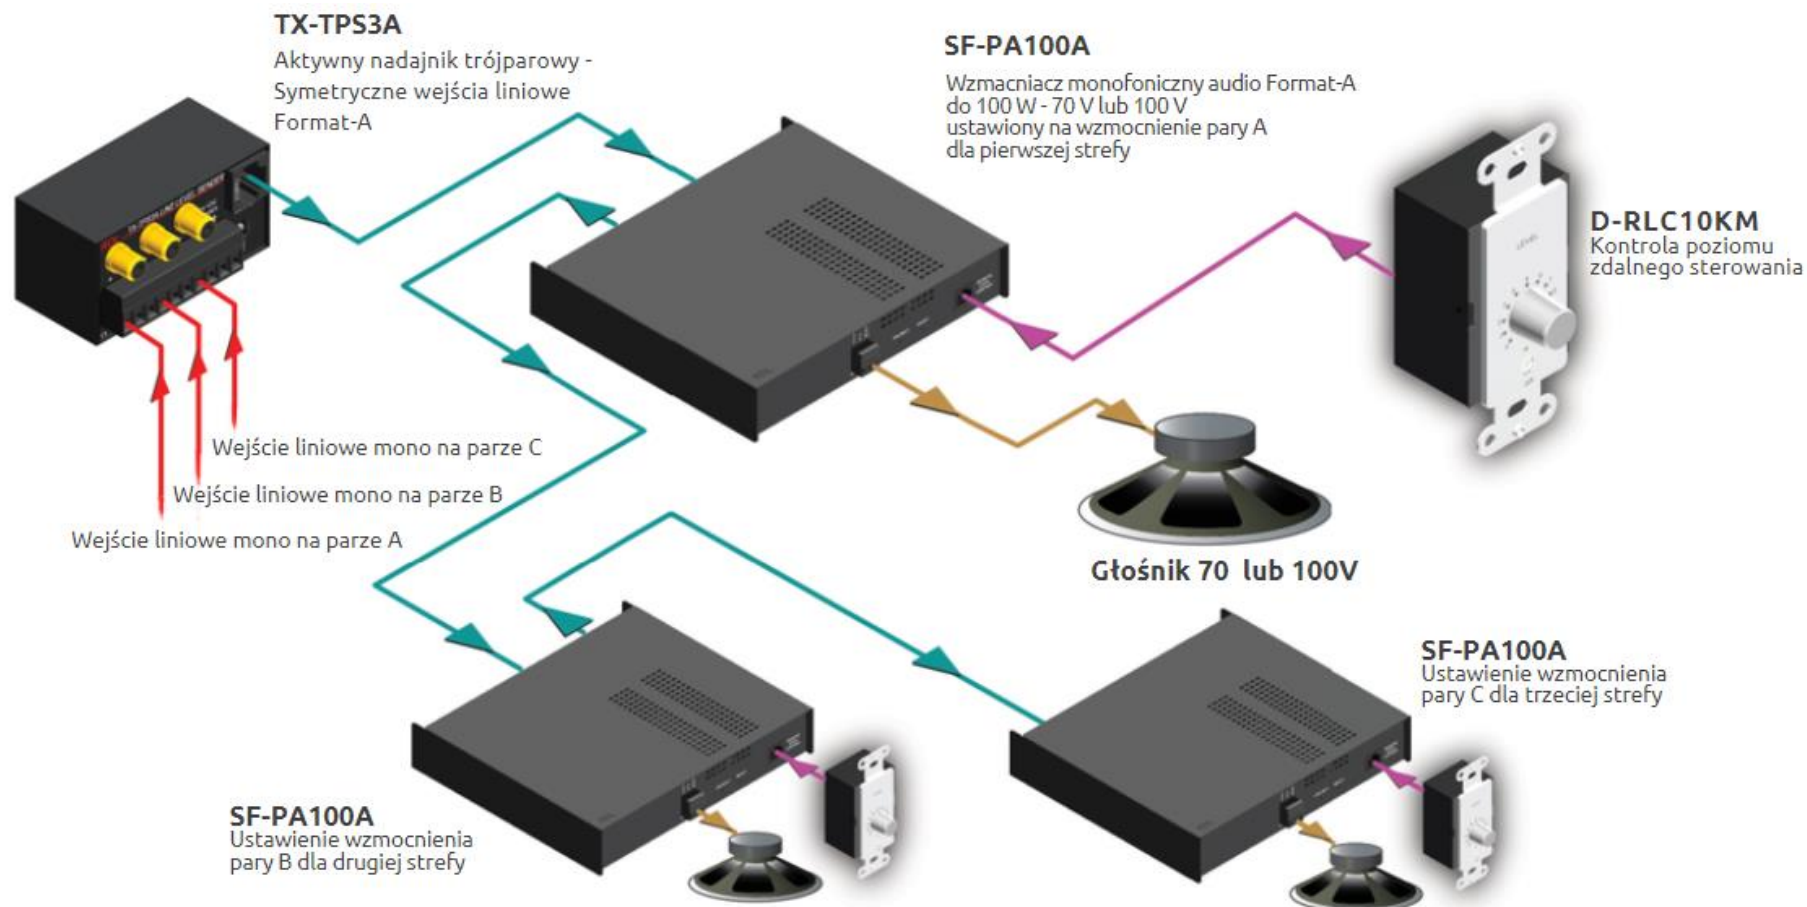 TX-TPS3A
Aktywny nadajnik trójparowy -
Symetryczne wejścia liniowe
Format-A
SF-PA100A
Wzmacniacz monofoniczny audio Format-A
do 100 W - 70 V lub 100 V
ustawiony na wzmocnienie pary A
dla pierwszej strefy
D-RLC10KM
Kontrola poziomu
zdalnego sterowania
Wejście liniowe mono na parze C
Wejście liniowe mono na parze B
Wejście liniowe mono na parze A
Głośnik 70 lub 100V
SF-PA100A
Ustawienie wzmocnienia
pary C dla trzeciej strefy
SF-PA100A
Ustawienie wzmocnienia
pary B dla drugiej strefy